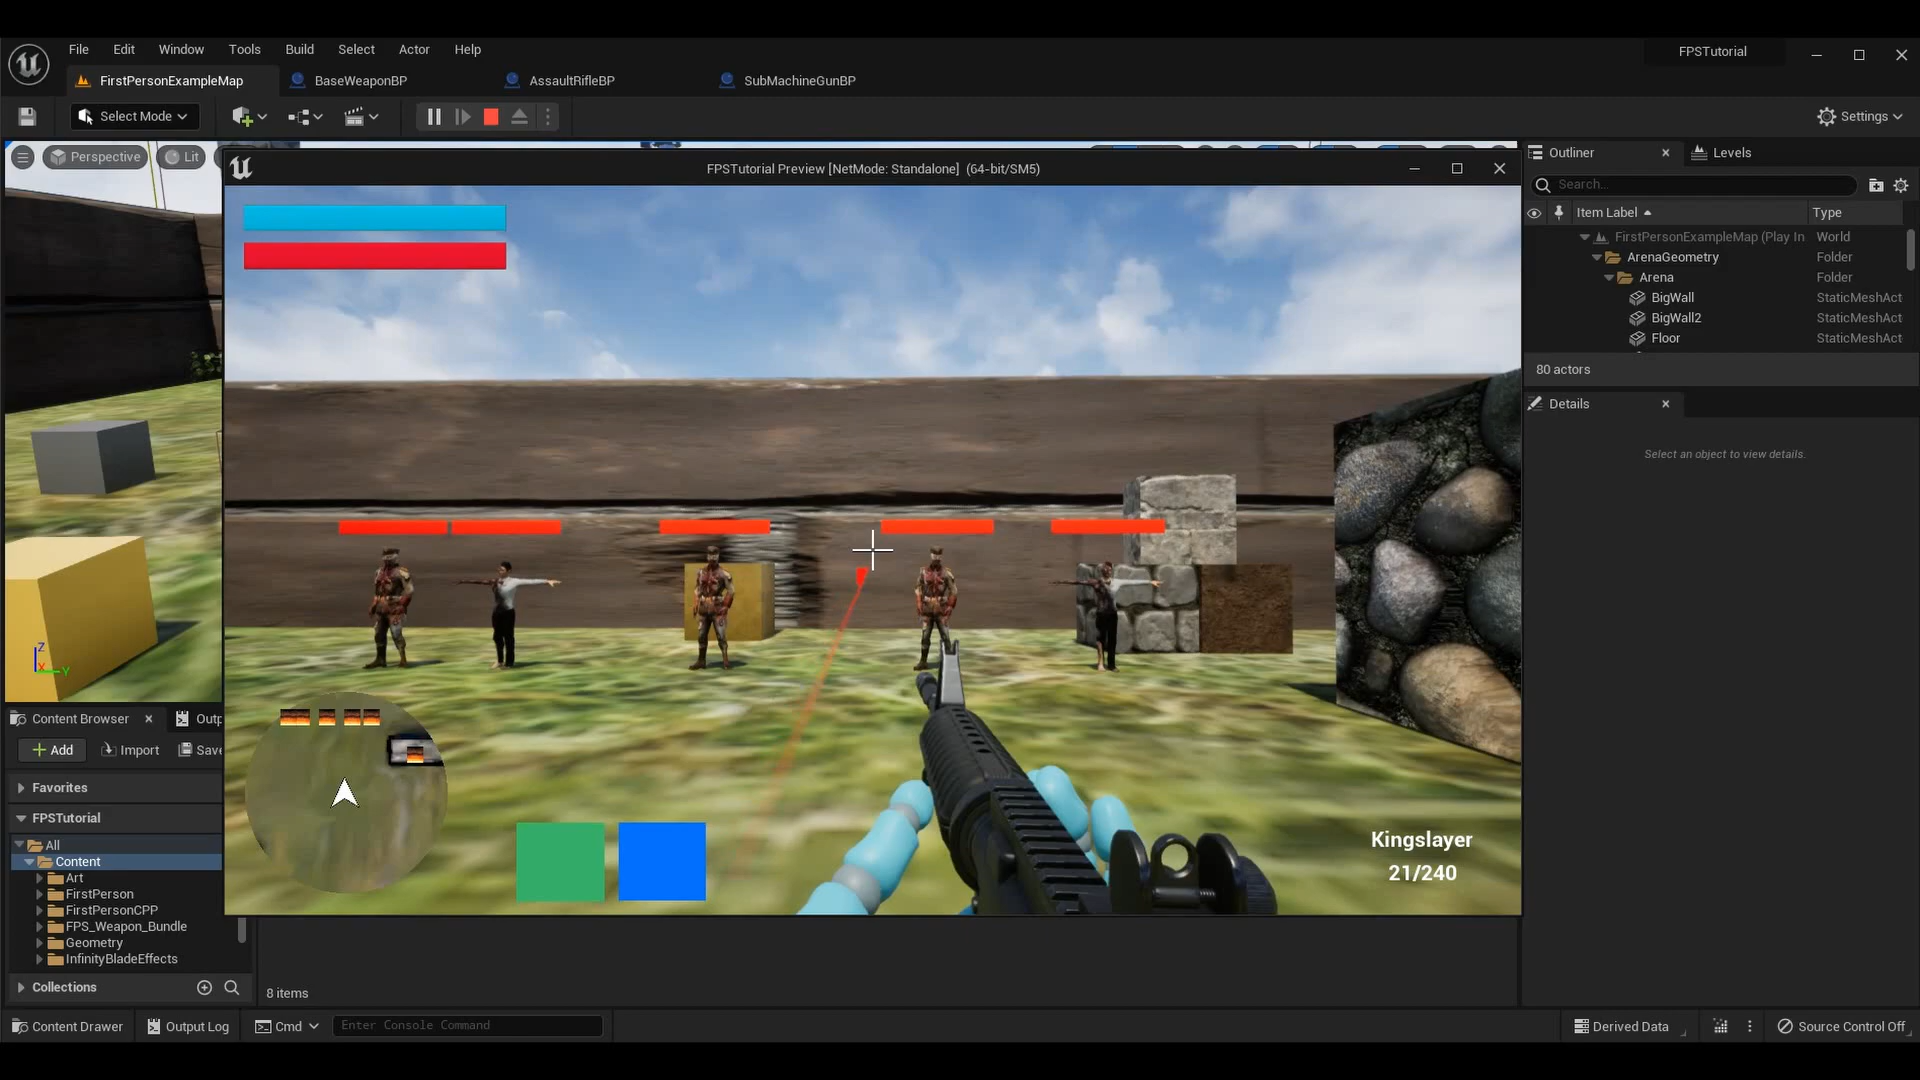 File Edit Window Tools Build Select Actor Help
FPSTutorial
FirstPersonExampleMap BaseWeaponBP AssaultRifleBP SubMachineGunBP
Select Mode
Settings
Perspective Lit
FPSTutorial Preview [NetMode: Standalone] (64-bit/SM5)
Outliner Levels
Search...
Item Label Type
FirstPersonExampleMap (Play In World
ArenaGeometry Folder
Arena Folder
BigWall StaticMeshAct
BigWall2 StaticMeshAct
Floor StaticMeshAct
80 actors
Details
Select an object to view details.
Z
X Y
Kingslayer
21/240
Content Browser Outp
Add Import Save
Favorites
FPSTutorial
All
Content
Art
FirstPerson
FirstPersonCPP
FPS_Weapon_Bundle
Geometry
InfinityBladeEffects
Collections
8 items
Content Drawer Output Log Cmd Enter Console Command
Derived Data Source Control Off